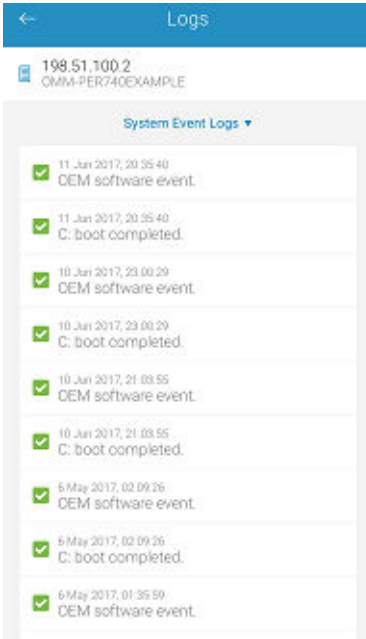 Logs
198.51.100.2
OMM-PER740EXAMPLE
System Event Logs ▼
11 Jun 2017, 20:35:40
OEM software event.
11 Jun 2017, 20:35:40
C: boot completed.
10 Jun 2017, 23:00:29
OEM software event.
10 Jun 2017, 23:00:29
C: boot completed.
10 Jun 2017, 21:03:55
OEM software event.
10 Jun 2017, 21:03:55
C: boot completed.
6 May 2017, 02:09:26
OEM software event.
6 May 2017, 02:09:26
C: boot completed.
6 May 2017, 01:35:59
OEM software event.